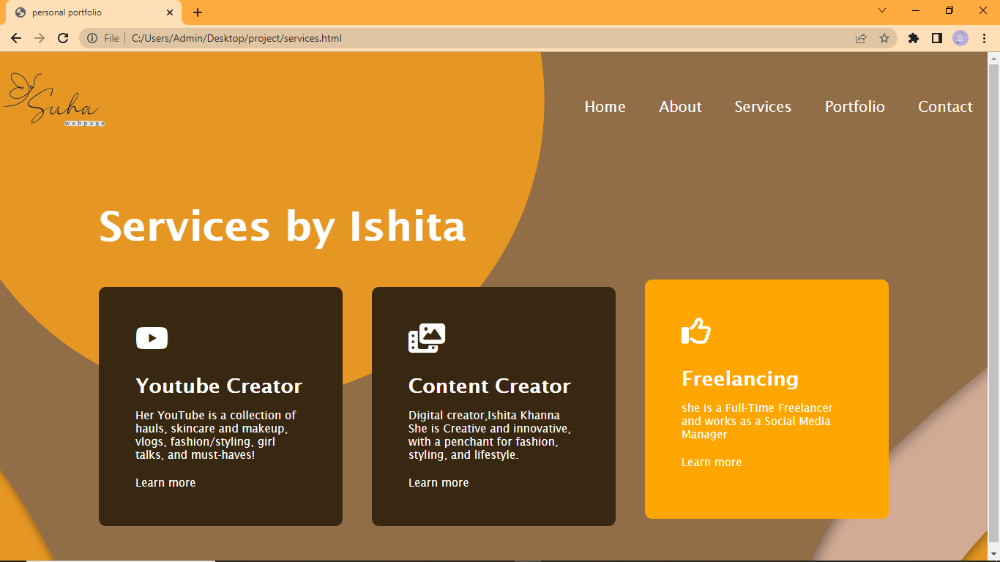 personal portfolio
File | C:/Users/Admin/Desktop/project/services.html
Suha
webpage
Home About Services Portfolio Contact
Services by Ishita
Youtube Creator
Her YouTube is a collection of
hauls, skincare and makeup,
vlogs, fashion/styling, girl
talks, and must-haves!
Learn more
Content Creator
Digital creator,Ishita Khanna
She is Creative and innovative,
with a penchant for fashion,
styling, and lifestyle.
Learn more
Freelancing
she is a Full-Time Freelancer
and works as a Social Media
Manager
Learn more